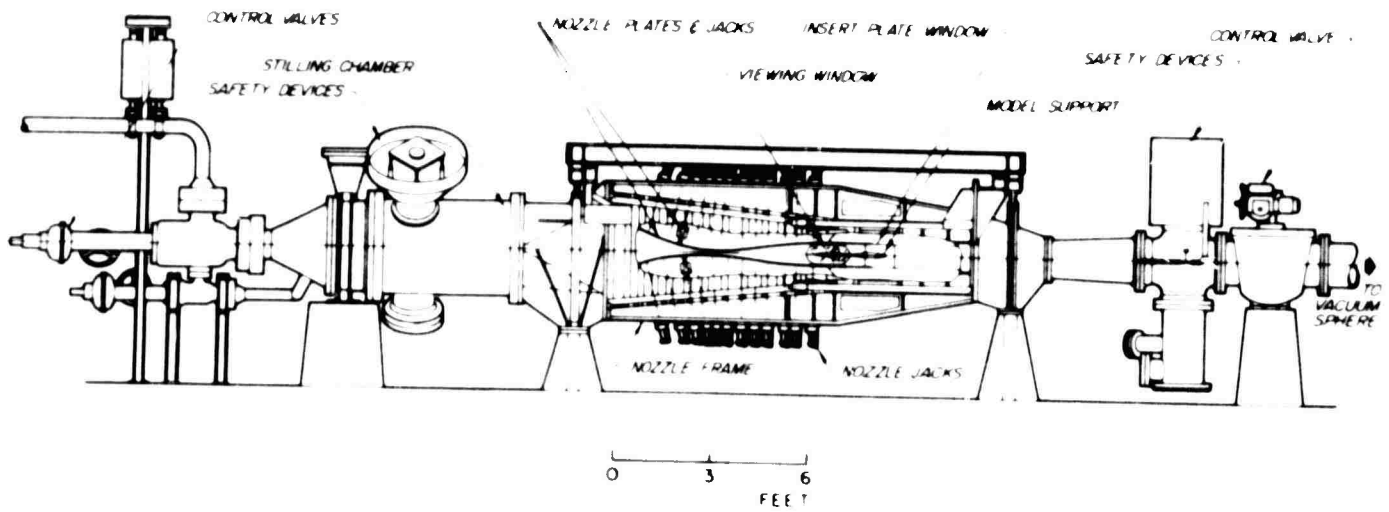 CONTROL VALVES
NOZZLE PLATES & JACKS
INSERT PLATE WINDOW
CONTROL VALVE
STILLING CHAMBER
SAFETY DEVICES
SAFETY DEVICES
VIEWING WINDOW
MODEL SUPPORT
TO
VACUUM
SPHERE
NOZZLE FRAME
NOZZLE JACKS
0 3 6
FEET